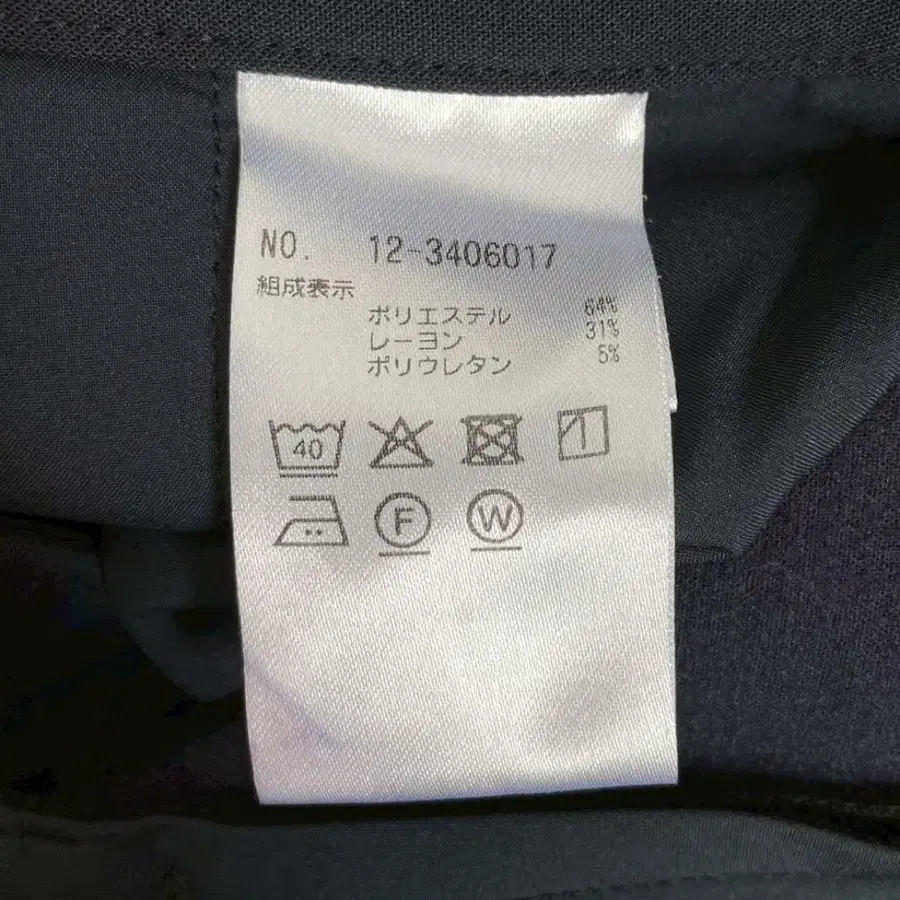 NO. 12-3406017
組成表示
ポリエステル 64%
レーヨン 31%
ポリウレタン 5%
40
F W